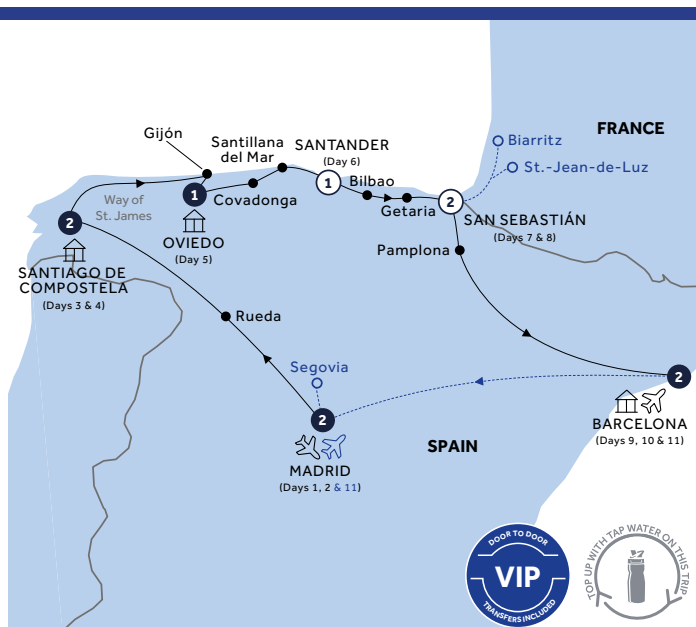 FRANCE
Biarritz
St.-Jean-de-Luz
Gijón
Santillana
del Mar
SANTANDER
(Day 6)
1
Bilbao
Getaria
2
SAN SEBASTIÁN
(Days 7 & 8)
Way of
St. James
1
Covadonga
OVIEDO
(Day 5)
2
SANTIAGO DE
COMPOSTELA
(Days 3 & 4)
Pamplona
Rueda
Segovia
2
MADRID
(Days 1, 2 & 11)
SPAIN
2
BARCELONA
(Days 9, 10 & 11)
DOOR TO DOOR
VIP
TRANSFERS INCLUDED
TOP UP WITH TAP WATER ON THIS TRIP